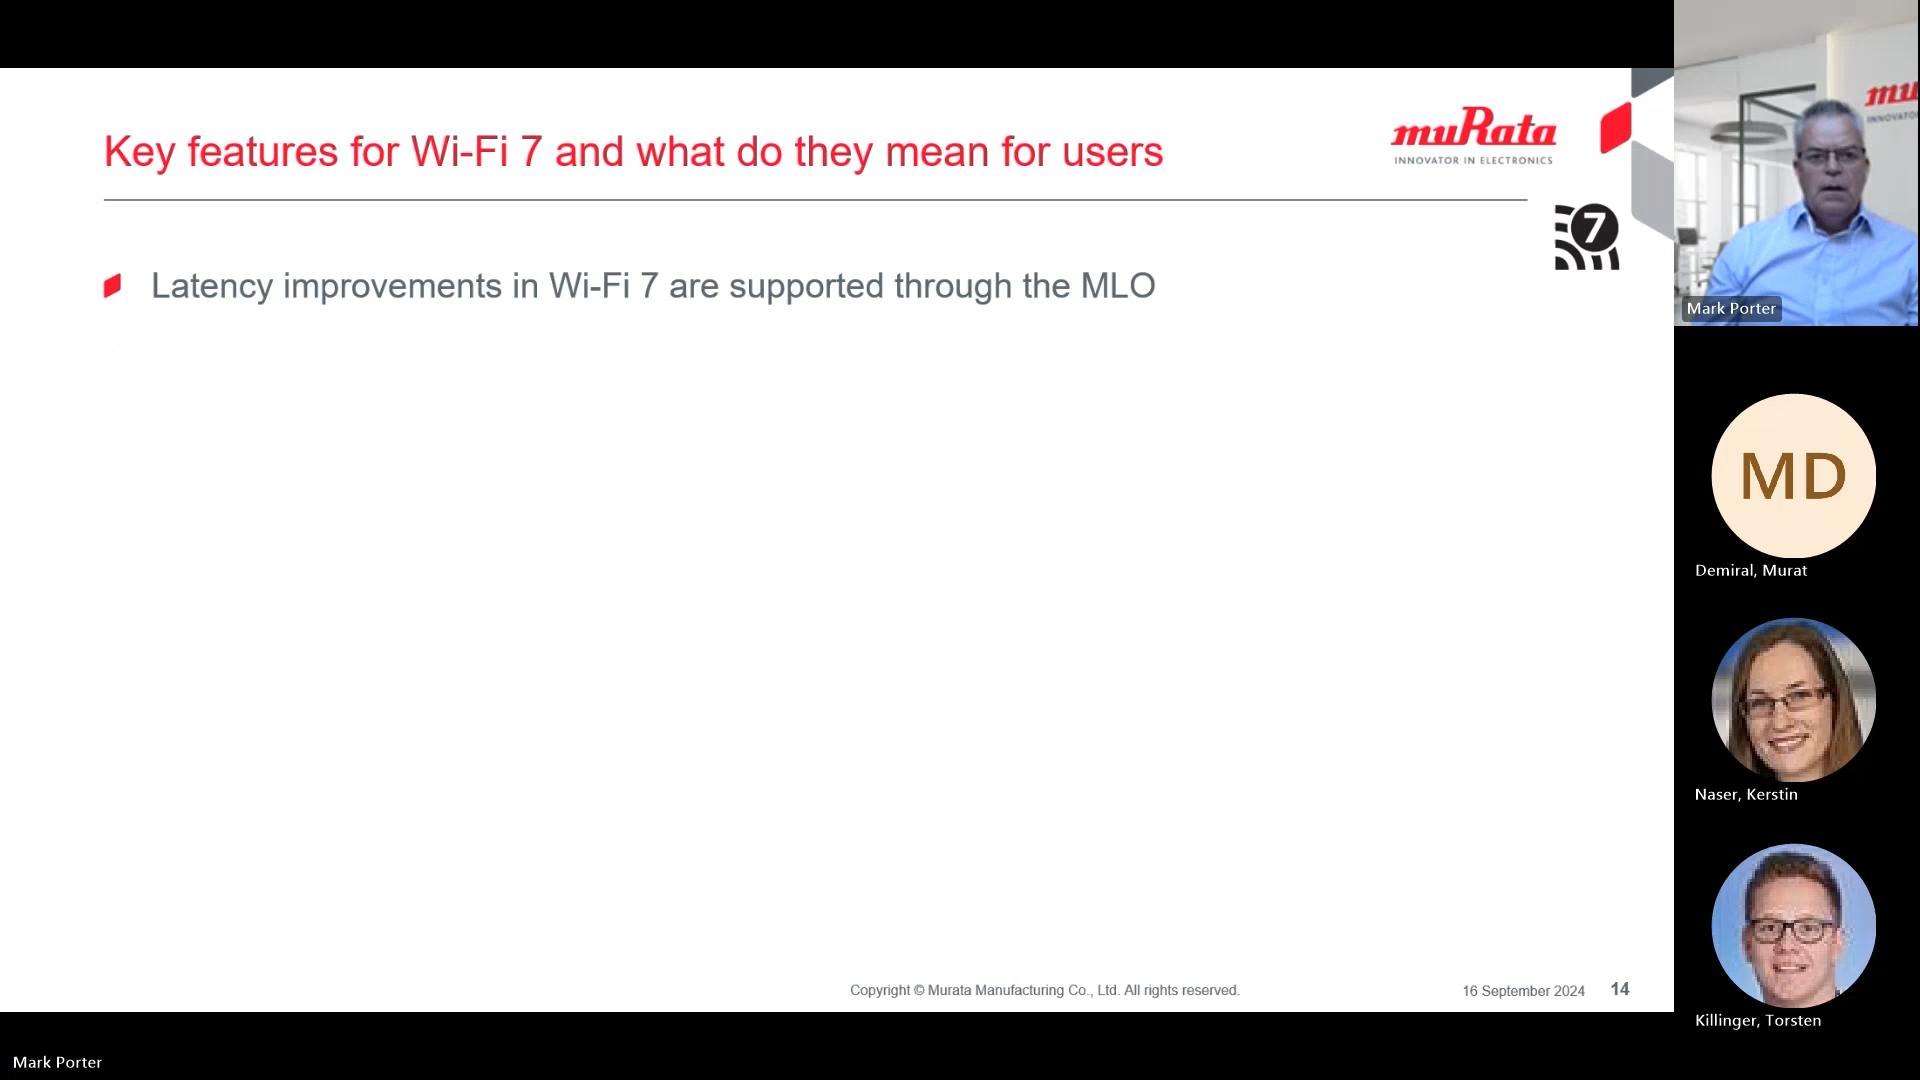 Key features for Wi-Fi 7 and what do they mean for users
muRata
INNOVATOR IN ELECTRONICS
7
Latency improvements in Wi-Fi 7 are supported through the MLO
Copyright © Murata Manufacturing Co., Ltd. All rights reserved.
16 September 2024
14
mu
INNOVATO
Mark Porter
MD
Demiral, Murat
Naser, Kerstin
Killinger, Torsten
Mark Porter